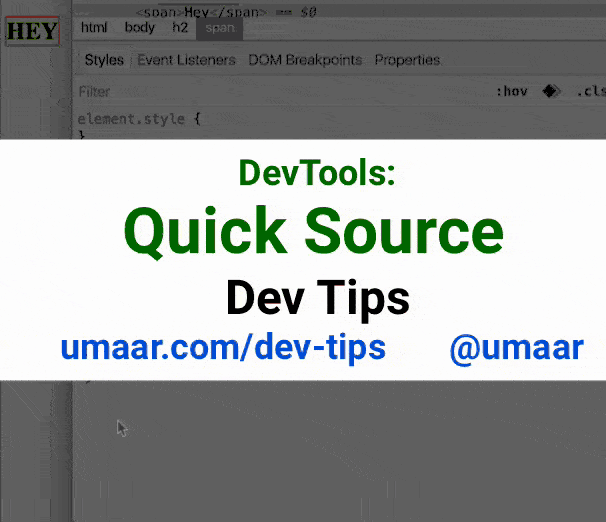 <span>Hey</span> == $0
HEY
html body h2 span
Styles Event Listeners DOM Breakpoints Properties
Filter :hov .cls
element.style {
}
DevTools:
Quick Source
Dev Tips
umaar.com/dev-tips @umaar